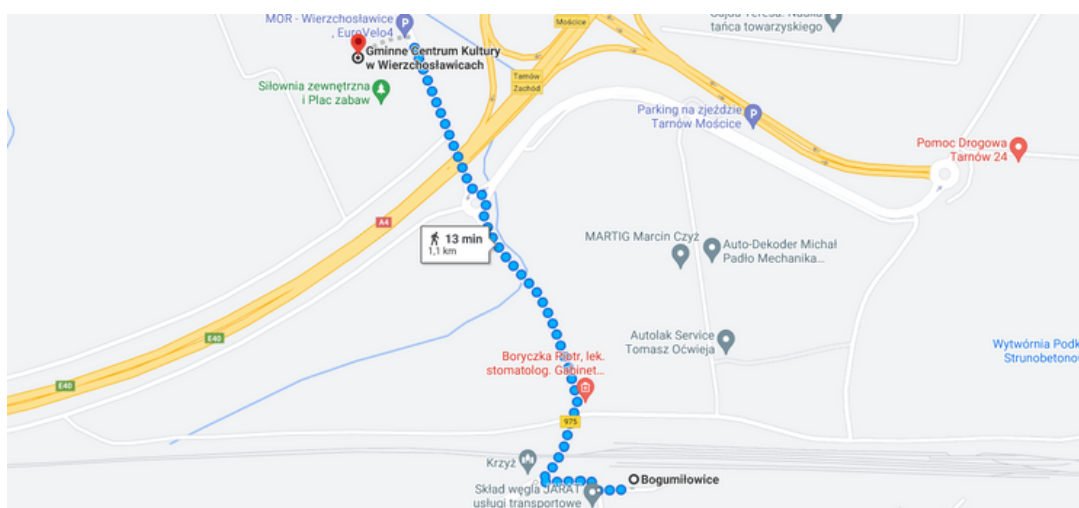 MOR - Wierzchosławice
EuroVelo4
Gminne Centrum Kultury
w Wierzchosławicach
Siłownia zewnętrzna
i Plac zabaw
Mościce
tańca towarzyskiego
Tarnów
Zachód
Parking na zjeździe
Tarnów Mościce
Pomoc Drogowa
Tarnów 24
A4
13 min
1,1 km
MARTIG Marcin Czyż
Auto-Dekoder Michał
Padło Mechanika...
E40
Autolak Service
Tomasz Oćwieja
Wytwórnia Podk
Strunobetono
Boryczka Piotr, lek.
stomatolog. Gabinet...
E40
975
Krzyż
Bogumiłowice
Skład węgla JARAT
usługi transportowe